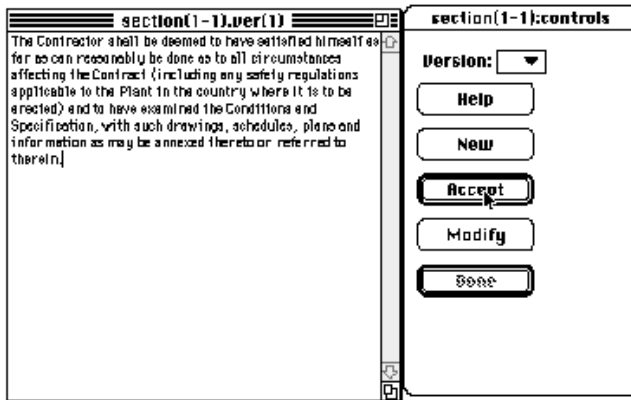 section(1-1).ver(1)
The Contractor shall be deemed to have satisfied himself as
far as can reasonably be done as to all circumstances
affecting the Contract (including any safety regulations
applicable to the Plant in the country where it is to be
erected) and to have examined the Conditions and
Specification, with such drawings, schedules, plans and
information as may be annexed thereto or referred to
therein.
section(1-1):controls
Version:
Help
New
Accept
Modify
Done